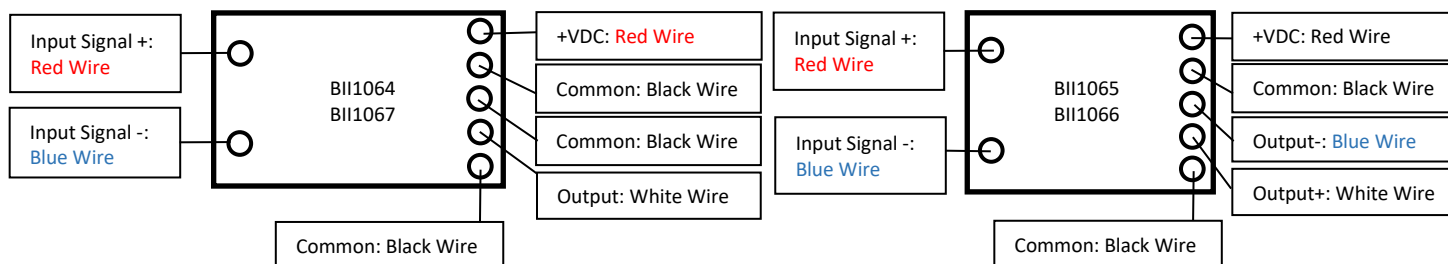 Input Signal +:
Red Wire
Input Signal -:
Blue Wire
BII1064
BII1067
+VDC: Red Wire
Common: Black Wire
Common: Black Wire
Output: White Wire
Common: Black Wire
Input Signal +:
Red Wire
Input Signal -:
Blue Wire
BII1065
BII1066
+VDC: Red Wire
Common: Black Wire
Output-: Blue Wire
Output+: White Wire
Common: Black Wire